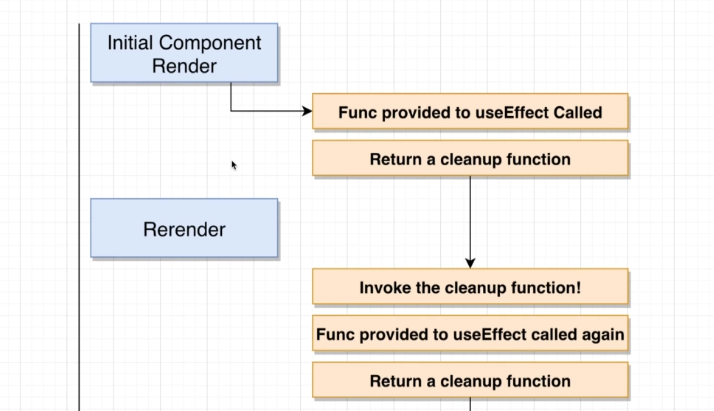 Initial Component
Render
Func provided to useEffect Called
Return a cleanup function
Rerender
Invoke the cleanup function!
Func provided to useEffect called again
Return a cleanup function